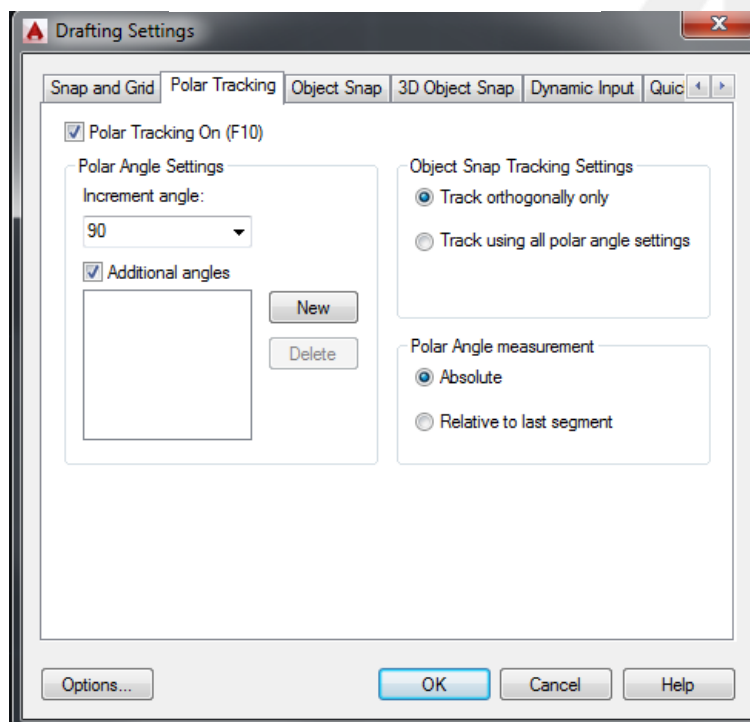 Drafting Settings
Snap and Grid Polar Tracking Object Snap 3D Object Snap Dynamic Input Quic
Polar Tracking On (F10)
Polar Angle Settings
Increment angle:
90
Additional angles
New
Delete
Object Snap Tracking Settings
Track orthogonally only
Track using all polar angle settings
Polar Angle measurement
Absolute
Relative to last segment
Options... OK Cancel Help